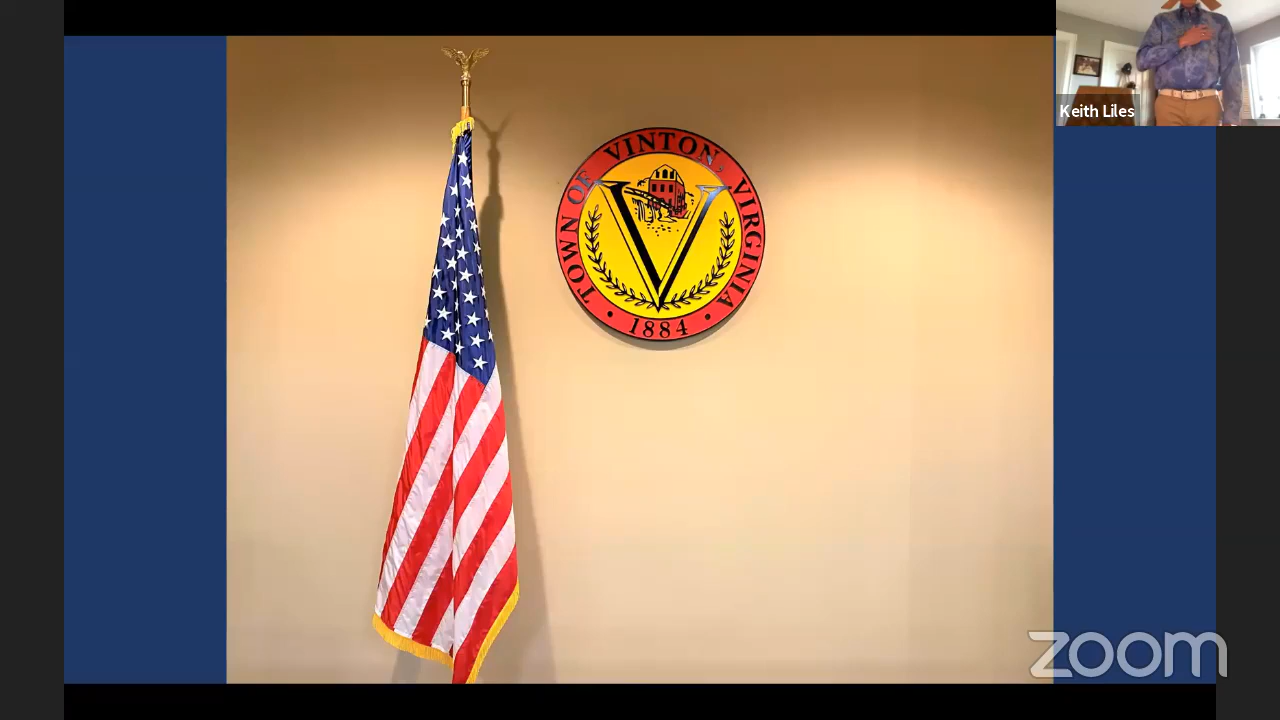 Keith Liles
TOWN OF VINTON, VIRGINIA
V
• 1884 •
zoom